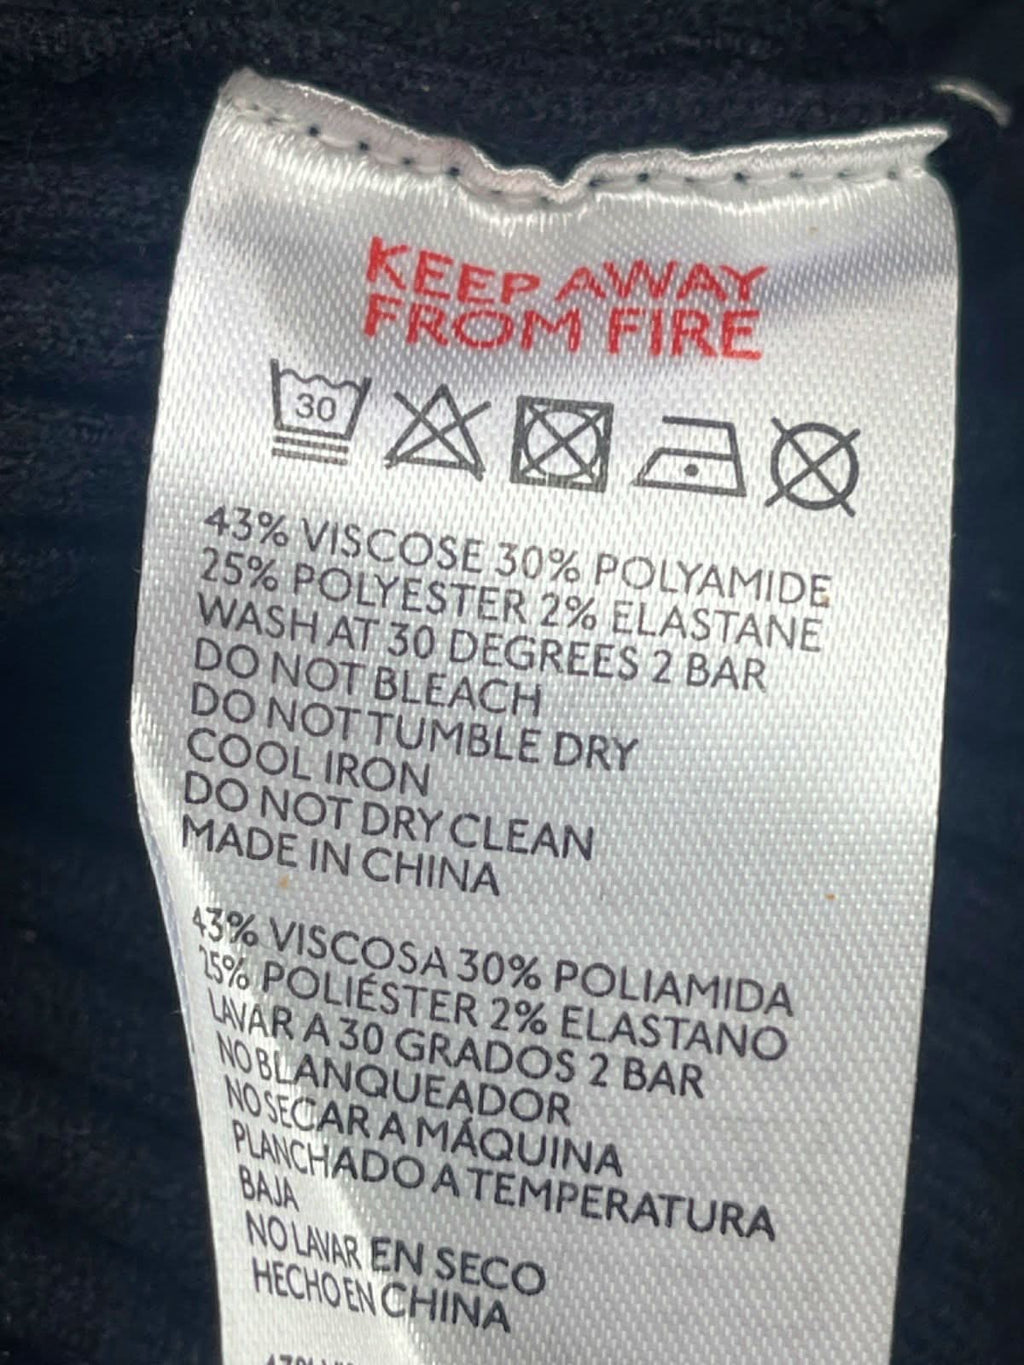 KEEP AWAY
FROM FIRE
30
43% VISCOSE 30% POLYAMIDE
25% POLYESTER 2% ELASTANE
WASH AT 30 DEGREES 2 BAR
DO NOT BLEACH
DO NOT TUMBLE DRY
COOL IRON
DO NOT DRY CLEAN
MADE IN CHINA
43% VISCOSA 30% POLIAMIDA
25% POLIÉSTER 2% ELASTANO
LAVAR A 30 GRADOS 2 BAR
NO BLANQUEADOR
NO SECAR A MÁQUINA
PLANCHADO A TEMPERATURA
BAJA
NO LAVAR EN SECO
HECHO EN CHINA